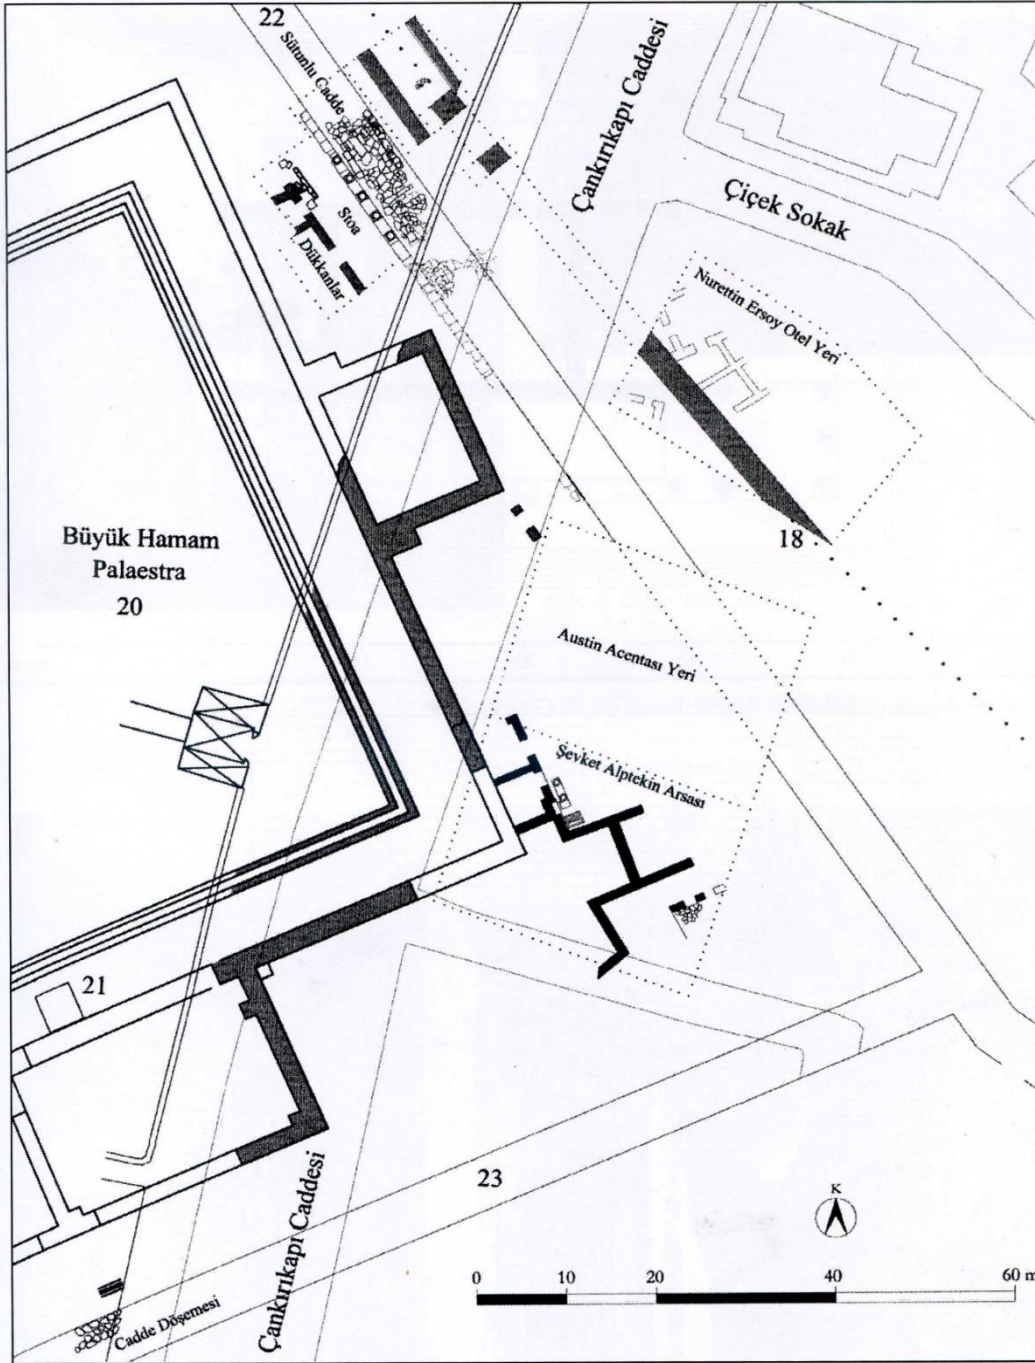 22
Sütunlu Cadde
Çankırıkapı Caddesi
Çiçek Sokak
Stoa
Dükkanlar
Nurettin Ersoy Otel Yeri
18
Büyük Hamam
Palaestra
20
Austin Acentası Yeri
Şevket Alptekin Arsası
21
23
K
Çankırıkapı Caddesi
Cadde Döşemesi
0 10 20 40 60 m